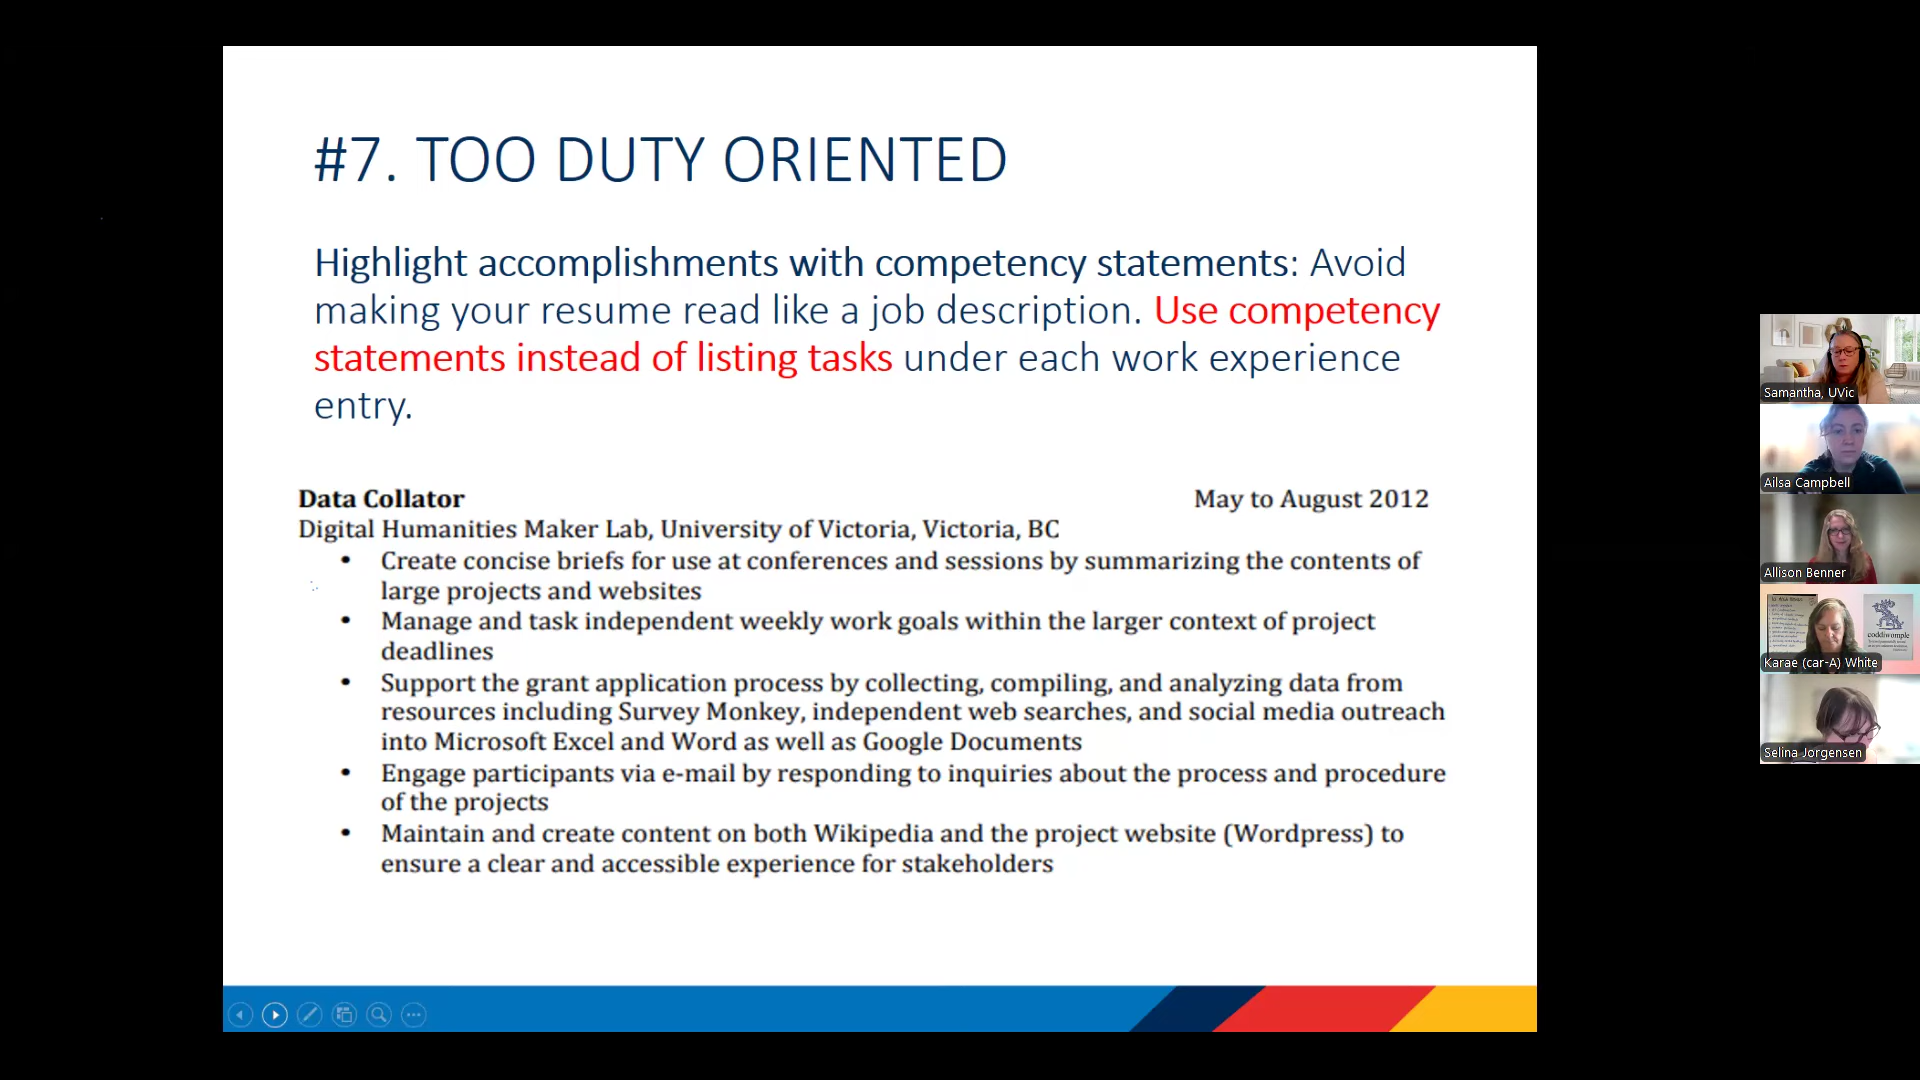 #7. TOO DUTY ORIENTED
Highlight accomplishments with competency statements: Avoid
making your resume read like a job description. Use competency
statements instead of listing tasks under each work experience
entry.
Data Collator May to August 2012
Digital Humanities Maker Lab, University of Victoria, Victoria, BC
• Create concise briefs for use at conferences and sessions by summarizing the contents of
large projects and websites
• Manage and task independent weekly work goals within the larger context of project
deadlines
• Support the grant application process by collecting, compiling, and analyzing data from
resources including Survey Monkey, independent web searches, and social media outreach
into Microsoft Excel and Word as well as Google Documents
• Engage participants via e-mail by responding to inquiries about the process and procedure
of the projects
• Maintain and create content on both Wikipedia and the project website (Wordpress) to
ensure a clear and accessible experience for stakeholders
Samantha, UVic
Ailsa Campbell
Allison Benner
coddiwomple
Karae (car-A) White
Selina Jorgensen